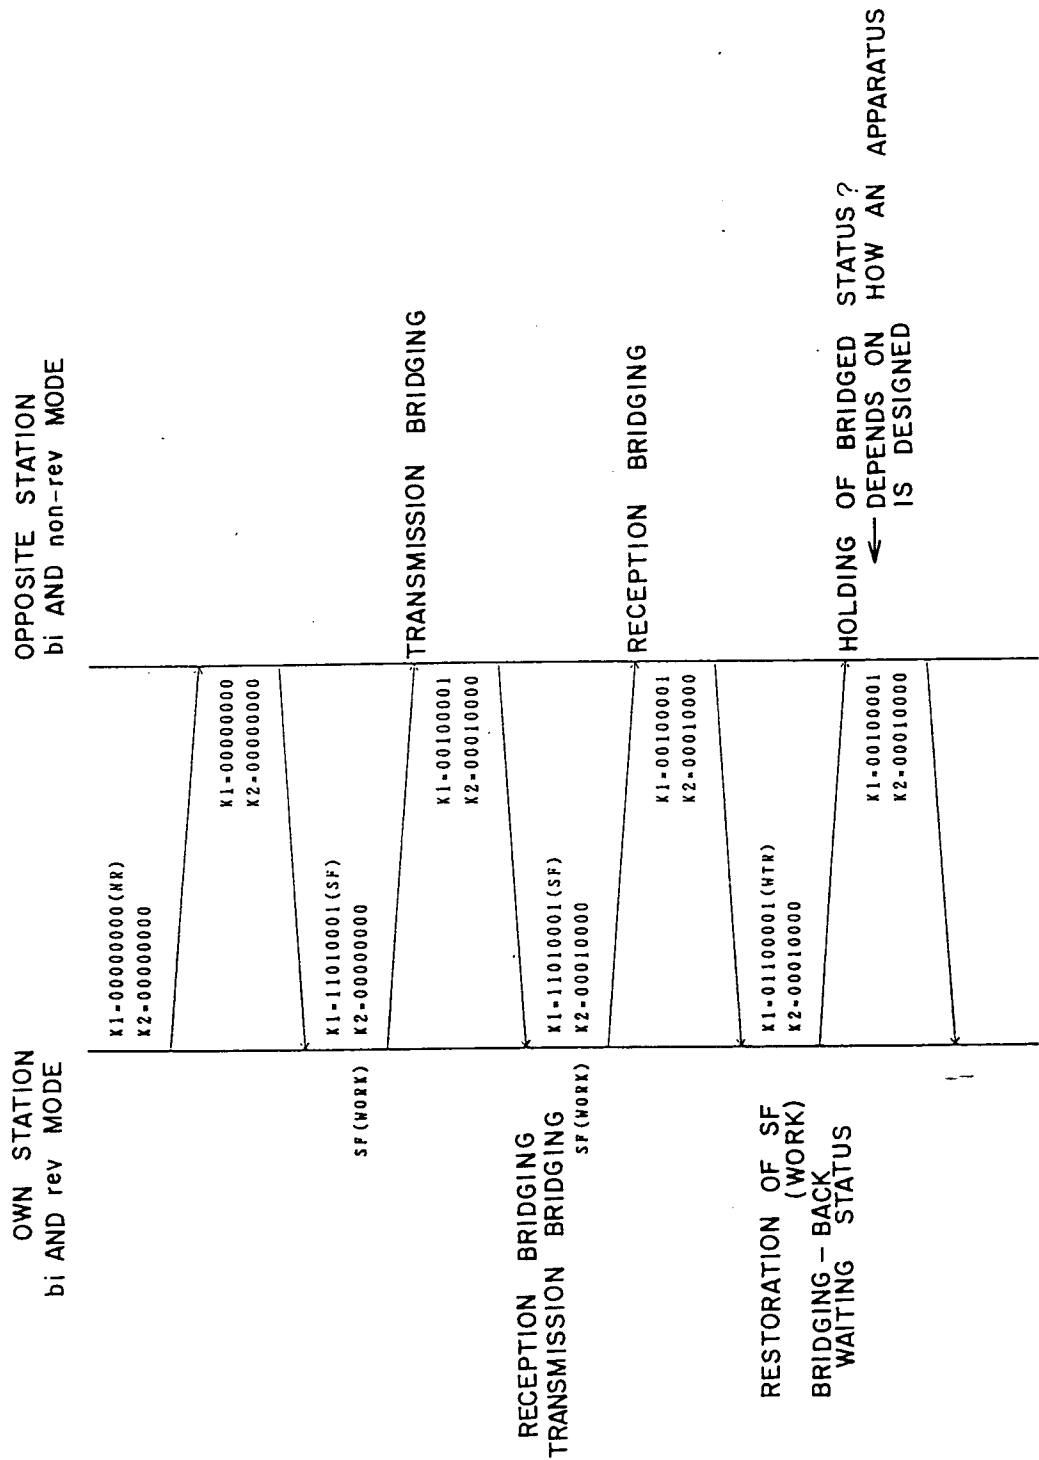 OWN STATION
bi AND rev MODE
OPPOSITE STATION
bi AND non-rev MODE
K1=00000000(NR)
K2=00000000
K1=00000000
K2=00000000
SF(WORK)
K1=11010001(SF)
K2=00000000
TRANSMISSION BRIDGING
K1=00100001
K2=00010000
RECEPTION BRIDGING
TRANSMISSION BRIDGING
SF(WORK)
K1=11010001(SF)
K2=00010000
RECEPTION BRIDGING
K1=00100001
K2=00010000
RESTORATION OF SF
(WORK)
BRIDGING-BACK
WAITING STATUS
K1=01100001(WTR)
K2=00010000
HOLDING OF BRIDGED STATUS?
←DEPENDS ON HOW AN APPARATUS
IS DESIGNED
K1=00100001
K2=00010000